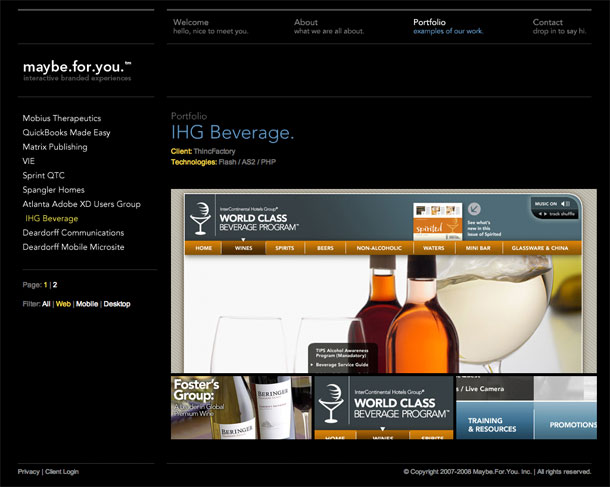 Welcome
hello, nice to meet you.
About
what we are all about.
Portfolio
examples of our work.
Contact
drop in to say hi.
maybe.for.you.™
interactive branded experiences
Mobius Therapeutics
QuickBooks Made Easy
Matrix Publishing
VIE
Sprint QTC
Spangler Homes
Atlanta Adobe XD Users Group
IHG Beverage
Deardorff Communications
Deardorff Mobile Microsite
Page: 1 | 2
Filter: All | Web | Mobile | Desktop
Portfolio
IHG Beverage.
Client: ThincFactory
Technologies: Flash / AS2 / PHP
InterContinental Hotels Group®
WORLD CLASS
BEVERAGE PROGRAM™
spirited
See what's
new in this
issue of Spirited
MUSIC ON
track shuffle
HOME
WINES
SPIRITS
BEERS
NON-ALCOHOLIC
WATERS
MINI BAR
GLASSWARE & CHINA
TIPS Alcohol Awareness
Program (Mandatory)
Beverage Service Guide
Foster's
Group:
A Leader in Global
Premium Wine
BERINGER
BERINGER
InterContinental Hotels Group®
WORLD CLASS
BEVERAGE PROGRAM™
HOME
WINES
SPIRITS
/ Live Camera
TRAINING
& RESOURCES
PROMOTIONS
Privacy | Client Login
© Copyright 2007-2008 Maybe.For.You. Inc. | All rights reserved.